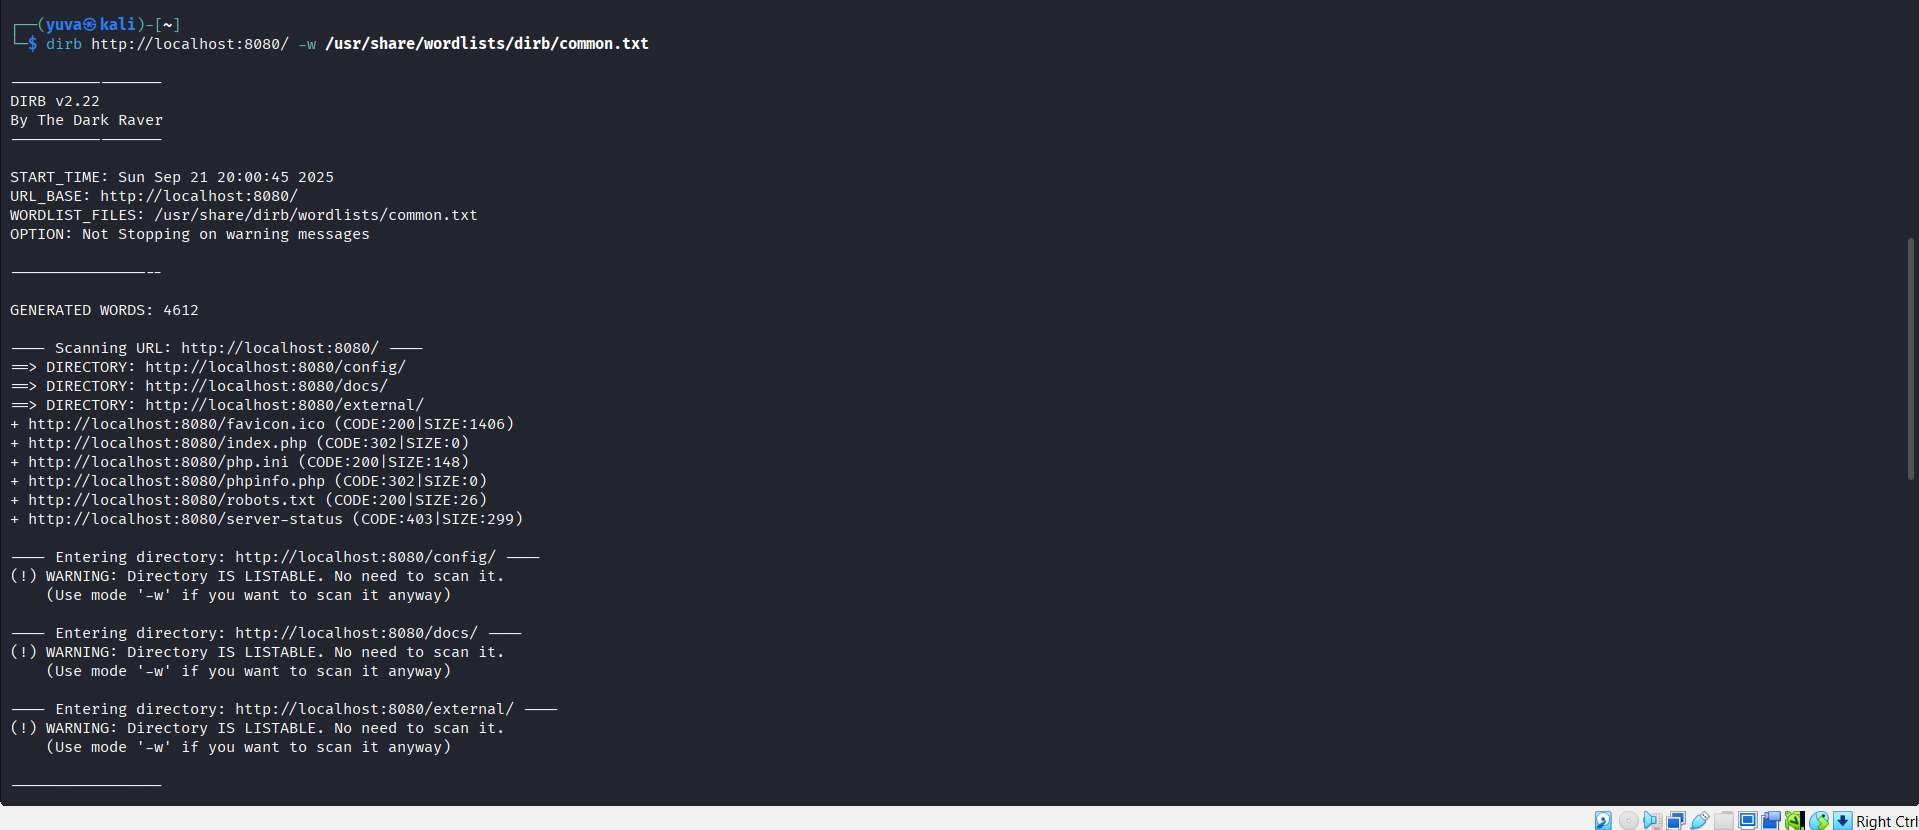 ┌──(yuva㉿kali)-[~]
└─$ dirb http://localhost:8080/ -w /usr/share/wordlists/dirb/common.txt
-----------------
DIRB v2.22
By The Dark Raver
-----------------
START_TIME: Sun Sep 21 20:00:45 2025
URL_BASE: http://localhost:8080/
WORDLIST_FILES: /usr/share/dirb/wordlists/common.txt
OPTION: Not Stopping on warning messages
-----------------
GENERATED WORDS: 4612
---- Scanning URL: http://localhost:8080/ ----
==> DIRECTORY: http://localhost:8080/config/
==> DIRECTORY: http://localhost:8080/docs/
==> DIRECTORY: http://localhost:8080/external/
+ http://localhost:8080/favicon.ico (CODE:200|SIZE:1406)
+ http://localhost:8080/index.php (CODE:302|SIZE:0)
+ http://localhost:8080/php.ini (CODE:200|SIZE:148)
+ http://localhost:8080/phpinfo.php (CODE:302|SIZE:0)
+ http://localhost:8080/robots.txt (CODE:200|SIZE:26)
+ http://localhost:8080/server-status (CODE:403|SIZE:299)
---- Entering directory: http://localhost:8080/config/ ----
(!) WARNING: Directory IS LISTABLE. No need to scan it.
(Use mode '-w' if you want to scan it anyway)
---- Entering directory: http://localhost:8080/docs/ ----
(!) WARNING: Directory IS LISTABLE. No need to scan it.
(Use mode '-w' if you want to scan it anyway)
---- Entering directory: http://localhost:8080/external/ ----
(!) WARNING: Directory IS LISTABLE. No need to scan it.
(Use mode '-w' if you want to scan it anyway)
-----------------
Right Ctrl